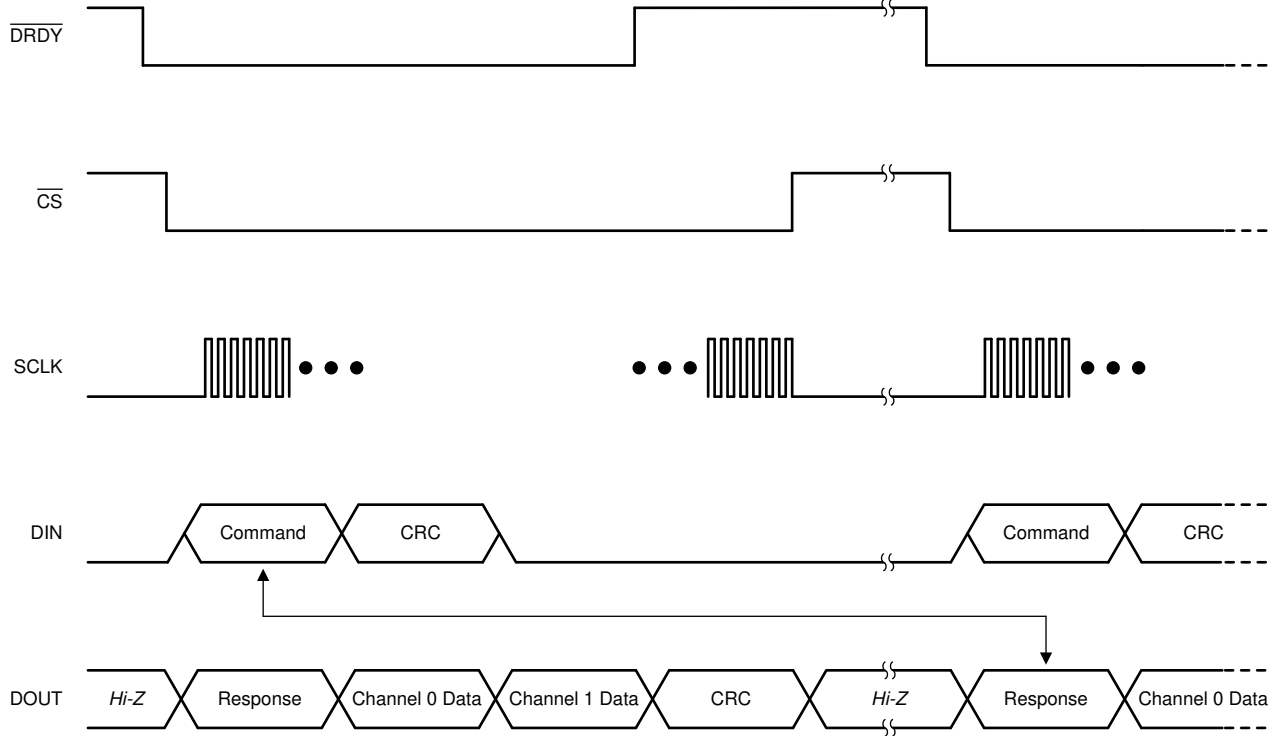 DRDY
CS
SCLK
DIN
Command
CRC
Command
CRC
DOUT
Hi-Z
Response
Channel 0 Data
Channel 1 Data
CRC
Hi-Z
Response
Channel 0 Data